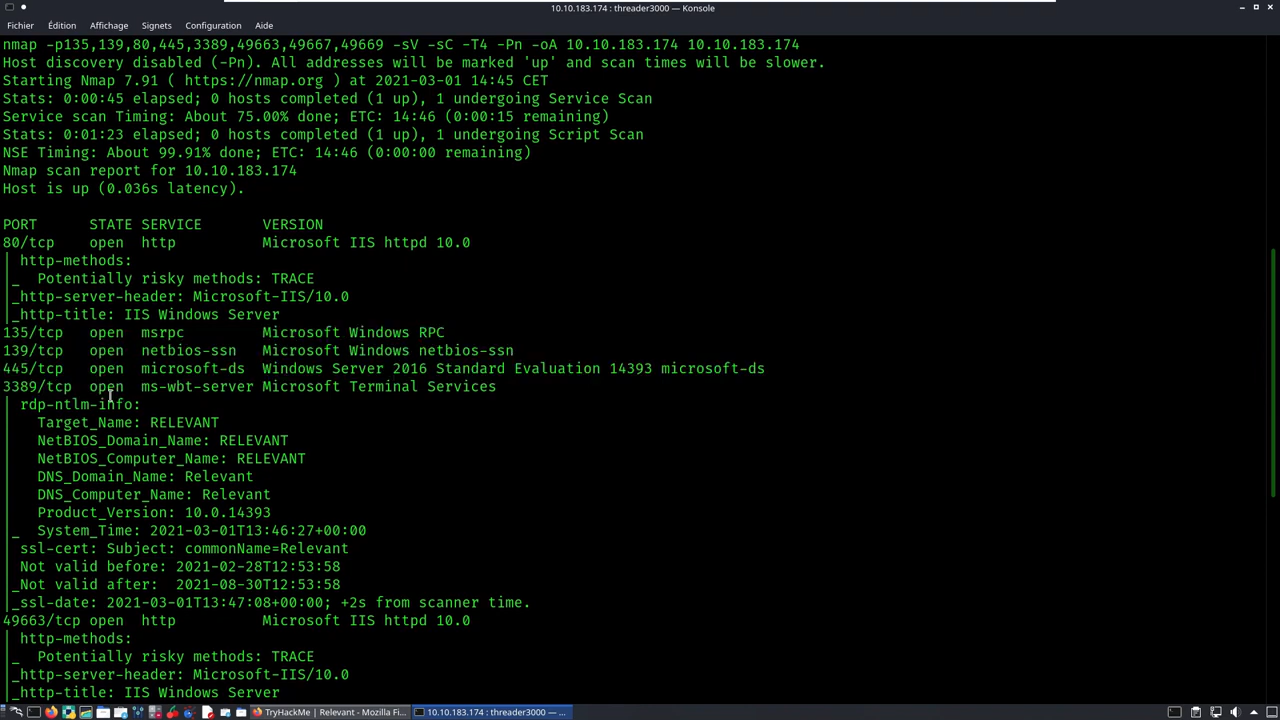 10.10.183.174 : threader3000 — Konsole
Fichier Édition Affichage Signets Configuration Aide
nmap -p135,139,80,445,3389,49663,49667,49669 -sV -sC -T4 -Pn -oA 10.10.183.174 10.10.183.174
Host discovery disabled (-Pn). All addresses will be marked 'up' and scan times will be slower.
Starting Nmap 7.91 ( https://nmap.org ) at 2021-03-01 14:45 CET
Stats: 0:00:45 elapsed; 0 hosts completed (1 up), 1 undergoing Service Scan
Service scan Timing: About 75.00% done; ETC: 14:46 (0:00:15 remaining)
Stats: 0:01:23 elapsed; 0 hosts completed (1 up), 1 undergoing Script Scan
NSE Timing: About 99.91% done; ETC: 14:46 (0:00:00 remaining)
Nmap scan report for 10.10.183.174
Host is up (0.036s latency).
PORT      STATE SERVICE       VERSION
80/tcp    open  http          Microsoft IIS httpd 10.0
| http-methods:
|_  Potentially risky methods: TRACE
|_http-server-header: Microsoft-IIS/10.0
|_http-title: IIS Windows Server
135/tcp   open  msrpc         Microsoft Windows RPC
139/tcp   open  netbios-ssn   Microsoft Windows netbios-ssn
445/tcp   open  microsoft-ds  Windows Server 2016 Standard Evaluation 14393 microsoft-ds
3389/tcp  open  ms-wbt-server Microsoft Terminal Services
| rdp-ntlm-info:
|   Target_Name: RELEVANT
|   NetBIOS_Domain_Name: RELEVANT
|   NetBIOS_Computer_Name: RELEVANT
|   DNS_Domain_Name: Relevant
|   DNS_Computer_Name: Relevant
|   Product_Version: 10.0.14393
|_  System_Time: 2021-03-01T13:46:27+00:00
| ssl-cert: Subject: commonName=Relevant
| Not valid before: 2021-02-28T12:53:58
|_Not valid after:  2021-08-30T12:53:58
|_ssl-date: 2021-03-01T13:47:08+00:00; +2s from scanner time.
49663/tcp open  http          Microsoft IIS httpd 10.0
| http-methods:
|_  Potentially risky methods: TRACE
|_http-server-header: Microsoft-IIS/10.0
|_http-title: IIS Windows Server
TryHackMe | Relevant - Mozilla Fi... 10.10.183.174 : threader3000 — ...